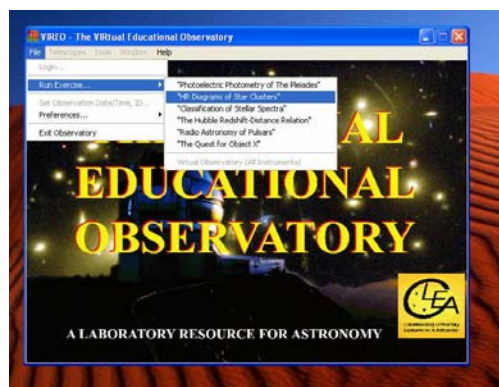 VIREO - The VIRtual Educational Observatory
File Telescopes Tools Window Help
Login...
Run Exercise...
Set Observation Date/Time, ID...
Preferences...
Exit Observatory
"Photoelectric Photometry of The Pleiades"
"HR Diagrams of Star Clusters"
"Classification of Stellar Spectra"
"The Hubble Redshift-Distance Relation"
"Radio Astronomy of Pulsars"
"The Quest for Object X"
Virtual Observatory (All Instruments)
AL
EDUCATIONAL
OBSERVATORY
CLEA
A LABORATORY RESOURCE FOR ASTRONOMY